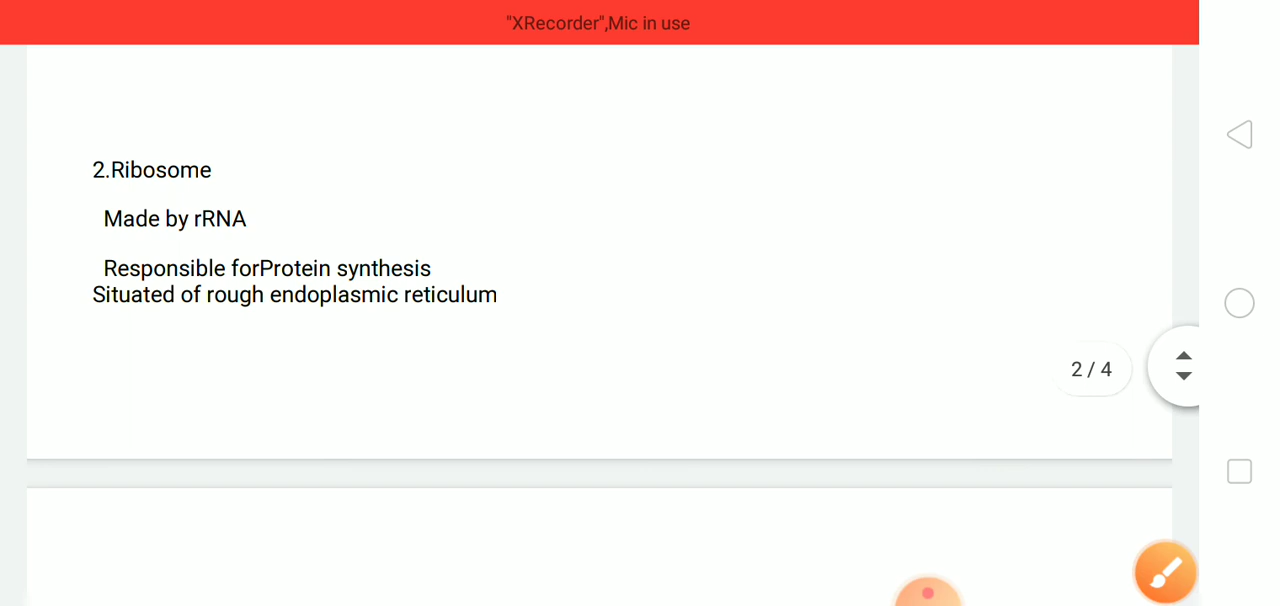 "XRecorder",Mic in use
2.Ribosome
Made by rRNA
Responsible forProtein synthesis
Situated of rough endoplasmic reticulum
2 / 4